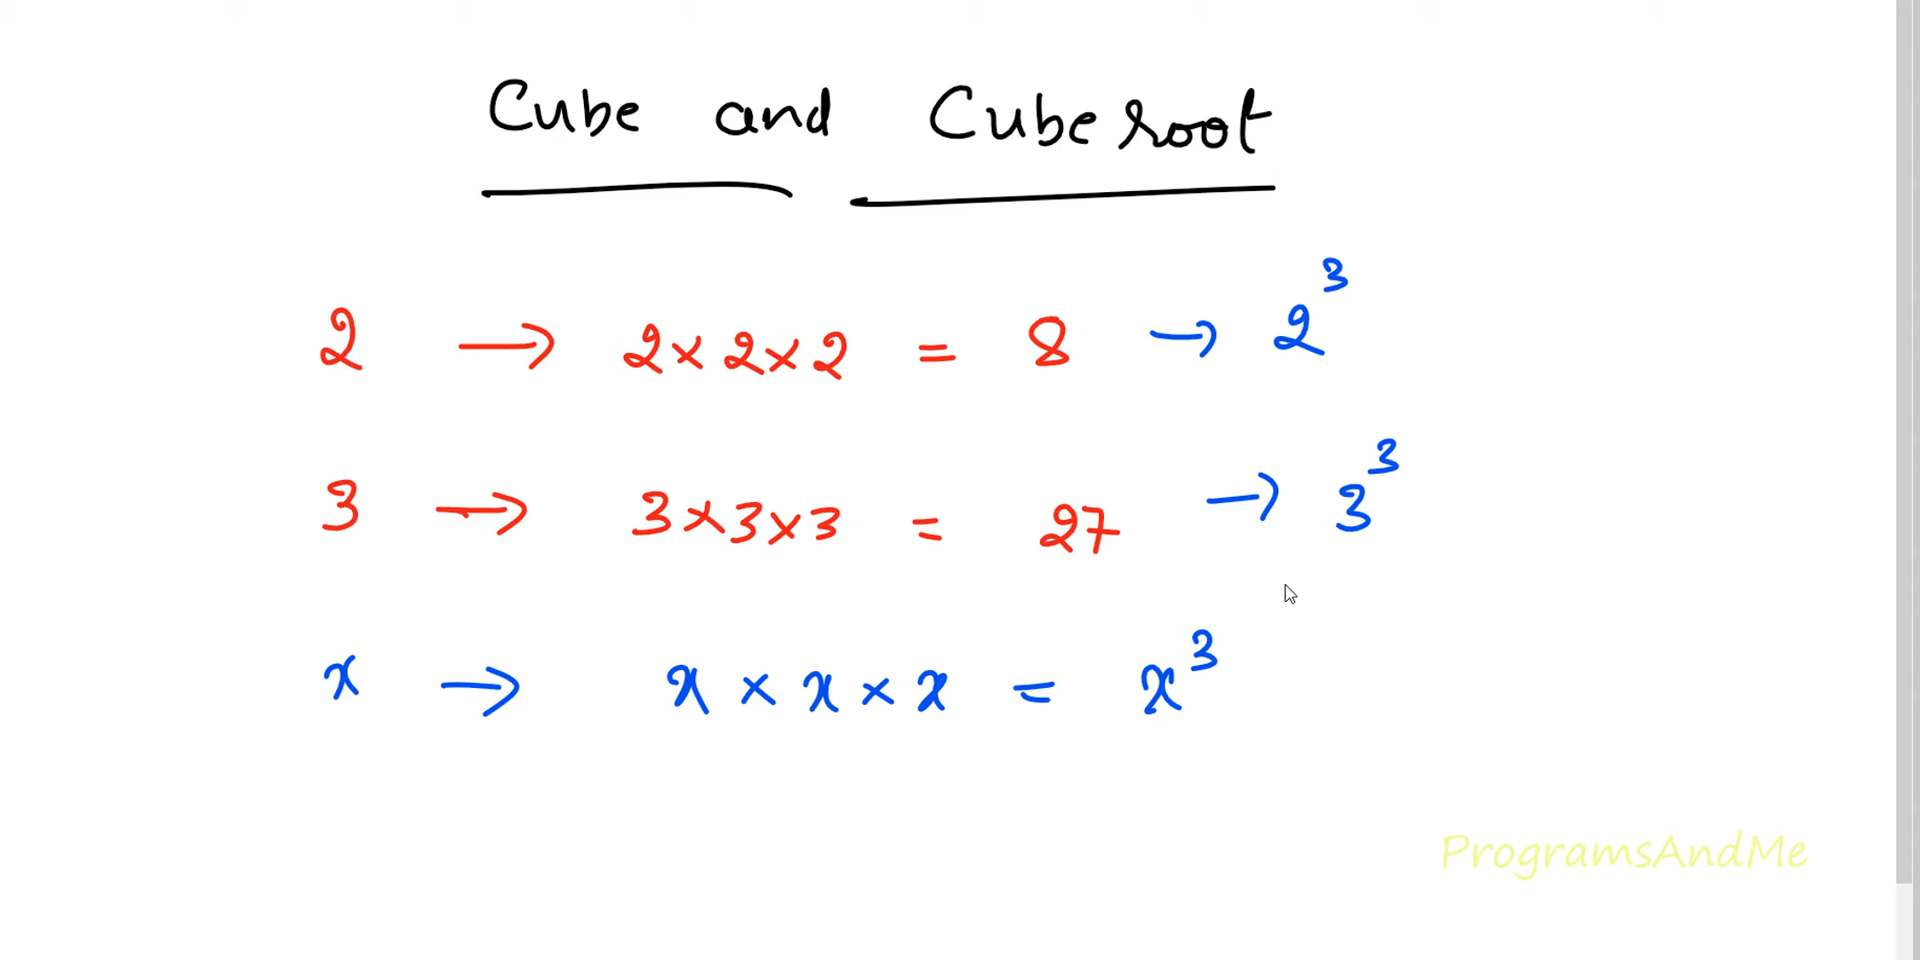 Cube and Cube root
2 → 2 × 2 × 2 = 8 → 2³
3 → 3 × 3 × 3 = 27 → 3³
x → x × x × x = x³
ProgramsAndMe